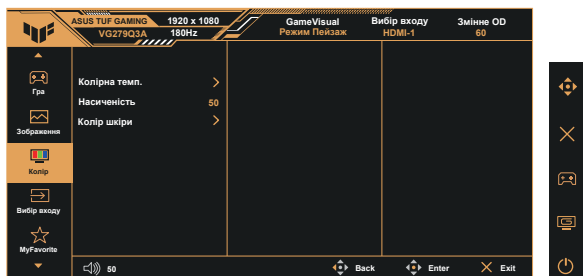 ASUS TUF GAMING 1920 x 1080 GameVisual Вибір входу Змінне OD
VG279Q3A 180Hz Режим Пейзаж HDMI-1 60
Гра
Зображення
Колір
Вибір входу
MyFavorite
Колірна темп.
Насиченість 50
Колір шкіри
50 Back Enter Exit